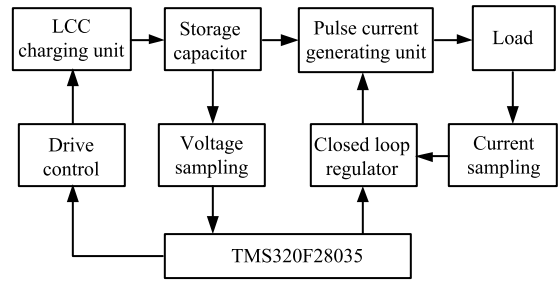 LCC
charging unit
Storage
capacitor
Pulse current
generating unit
Load
Drive
control
Voltage
sampling
Closed loop
regulator
Current
sampling
TMS320F28035